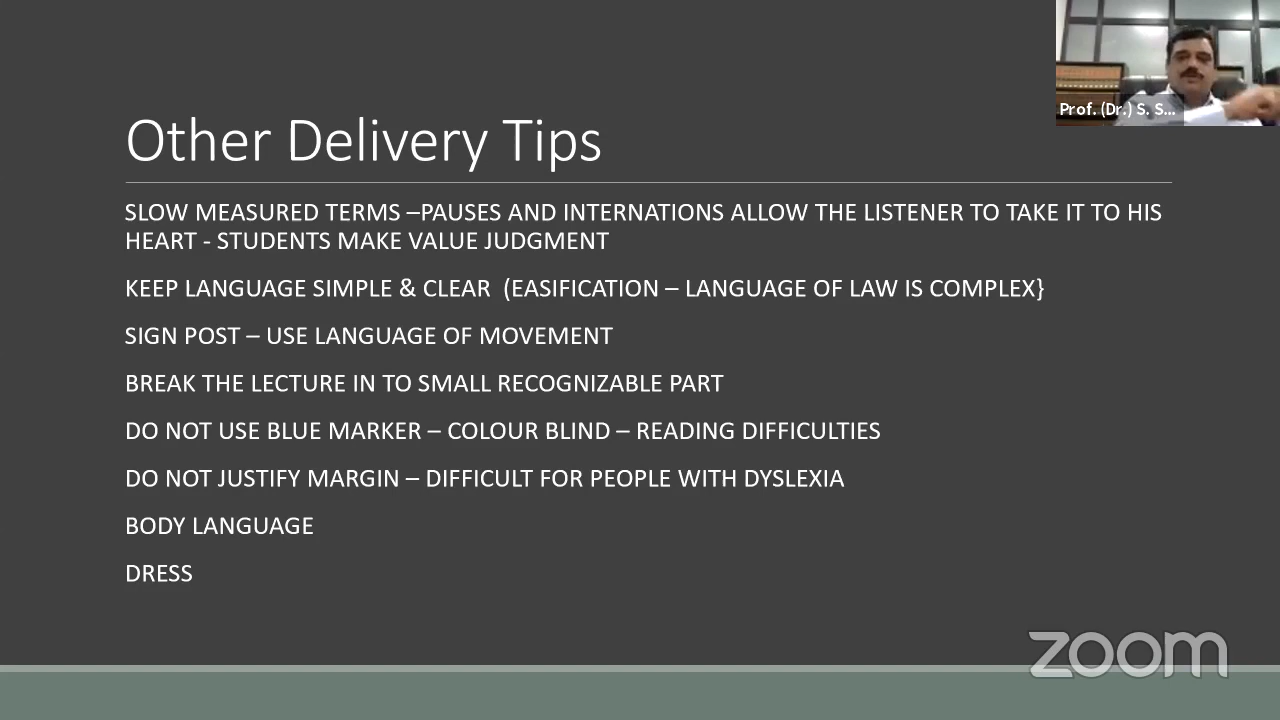 Prof. (Dr.) S. S...
Other Delivery Tips
SLOW MEASURED TERMS –PAUSES AND INTERNATIONS ALLOW THE LISTENER TO TAKE IT TO HIS
HEART - STUDENTS MAKE VALUE JUDGMENT
KEEP LANGUAGE SIMPLE & CLEAR  (EASIFICATION – LANGUAGE OF LAW IS COMPLEX}
SIGN POST – USE LANGUAGE OF MOVEMENT
BREAK THE LECTURE IN TO SMALL RECOGNIZABLE PART
DO NOT USE BLUE MARKER – COLOUR BLIND – READING DIFFICULTIES
DO NOT JUSTIFY MARGIN – DIFFICULT FOR PEOPLE WITH DYSLEXIA
BODY LANGUAGE
DRESS
zoom